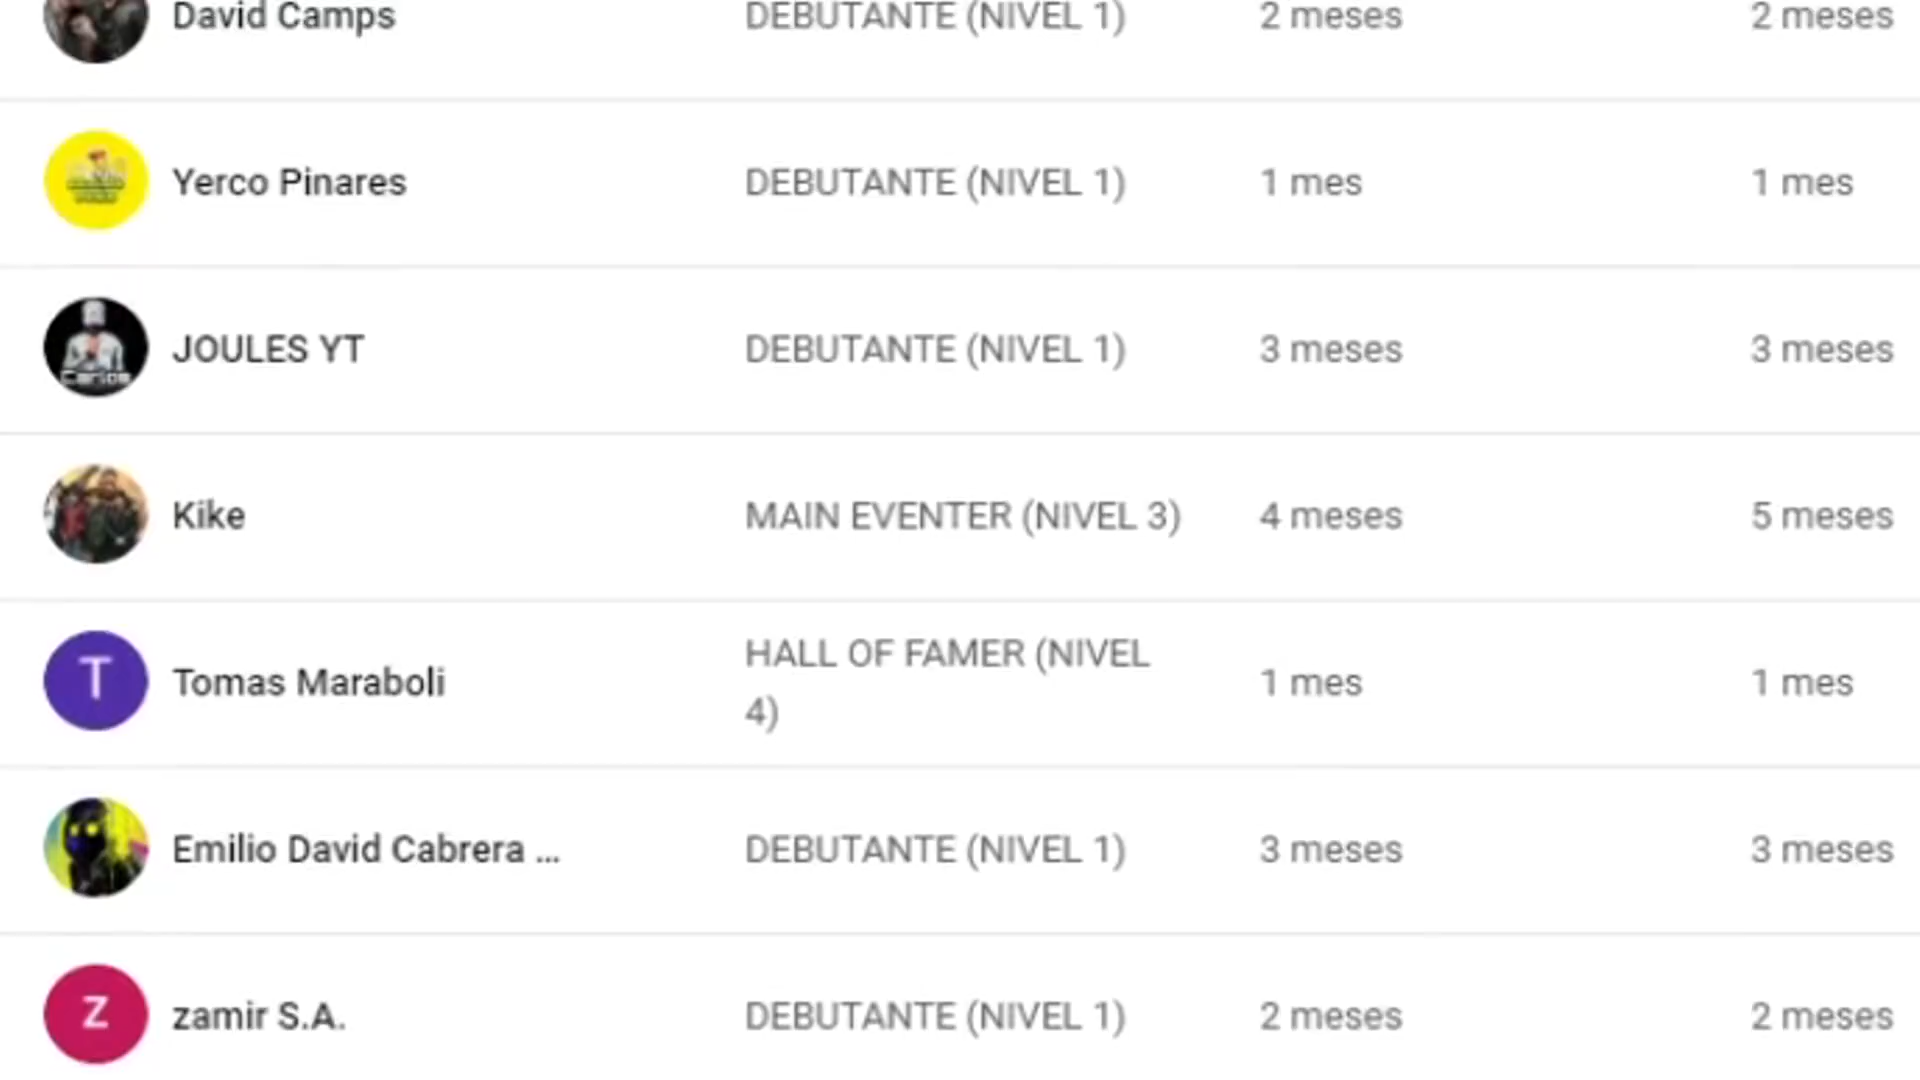 David Camps DEBUTANTE (NIVEL 1) 2 meses 2 meses
Yerco Pinares DEBUTANTE (NIVEL 1) 1 mes 1 mes
Carlos
JOULES YT DEBUTANTE (NIVEL 1) 3 meses 3 meses
Kike MAIN EVENTER (NIVEL 3) 4 meses 5 meses
HALL OF FAMER (NIVEL
T Tomas Maraboli 1 mes 1 mes
4)
Emilio David Cabrera ... DEBUTANTE (NIVEL 1) 3 meses 3 meses
z zamir S.A. DEBUTANTE (NIVEL 1) 2 meses 2 meses